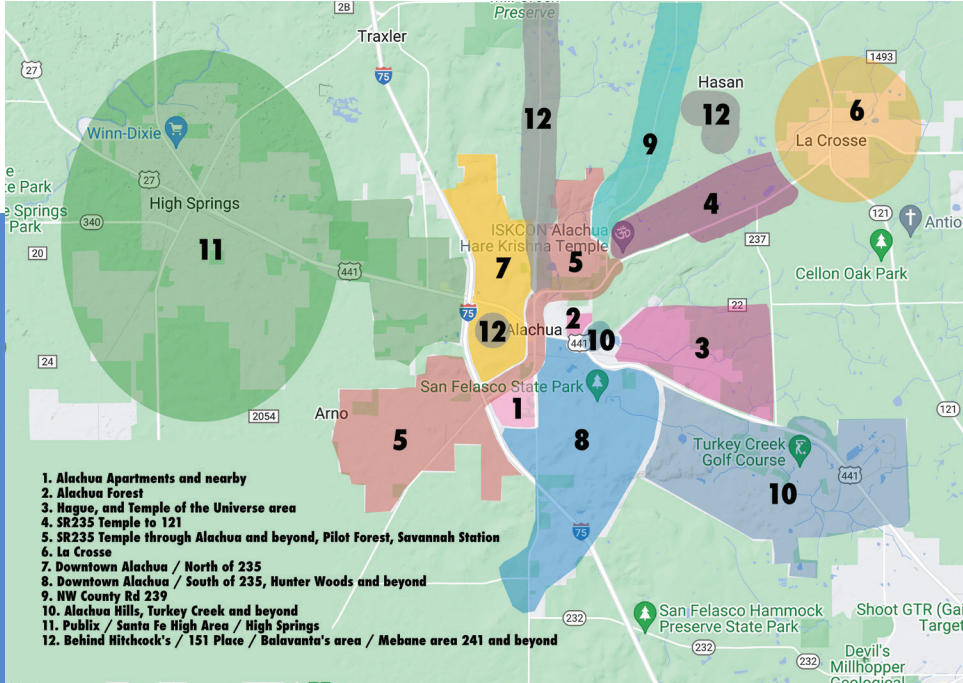 2B
Preserve
Traxler
27
75
1493
Hasan
12
12
6
Winn-Dixie
9
La Crosse
te Park
27
High Springs
4
e Springs
Park
340
ISKCON Alachua
Hare Krishna Temple
121
Antio
20
11
441
7
5
237
Cellon Oak Park
75
2
22
12
Alachua
441
10
3
24
San Felasco State Park
Arno
2054
1
121
5
8
Turkey Creek
Golf Course
441
10
1. Alachua Apartments and nearby
2. Alachua Forest
3. Hague, and Temple of the Universe area
4. SR235 Temple to 121
5. SR235 Temple through Alachua and beyond, Pilot Forest, Savannah Station
6. La Crosse
7. Downtown Alachua / North of 235
8. Downtown Alachua / South of 235, Hunter Woods and beyond
9. NW County Rd 239
10. Alachua Hills, Turkey Creek and beyond
11. Publix / Santa Fe High Area / High Springs
12. Behind Hitchcock's / 151 Place / Balavanta's area / Mebane area 241 and beyond
75
232
San Felasco Hammock
Preserve State Park
Shoot GTR (Gai
Target
232
232
Devil's
Millhopper
Geological